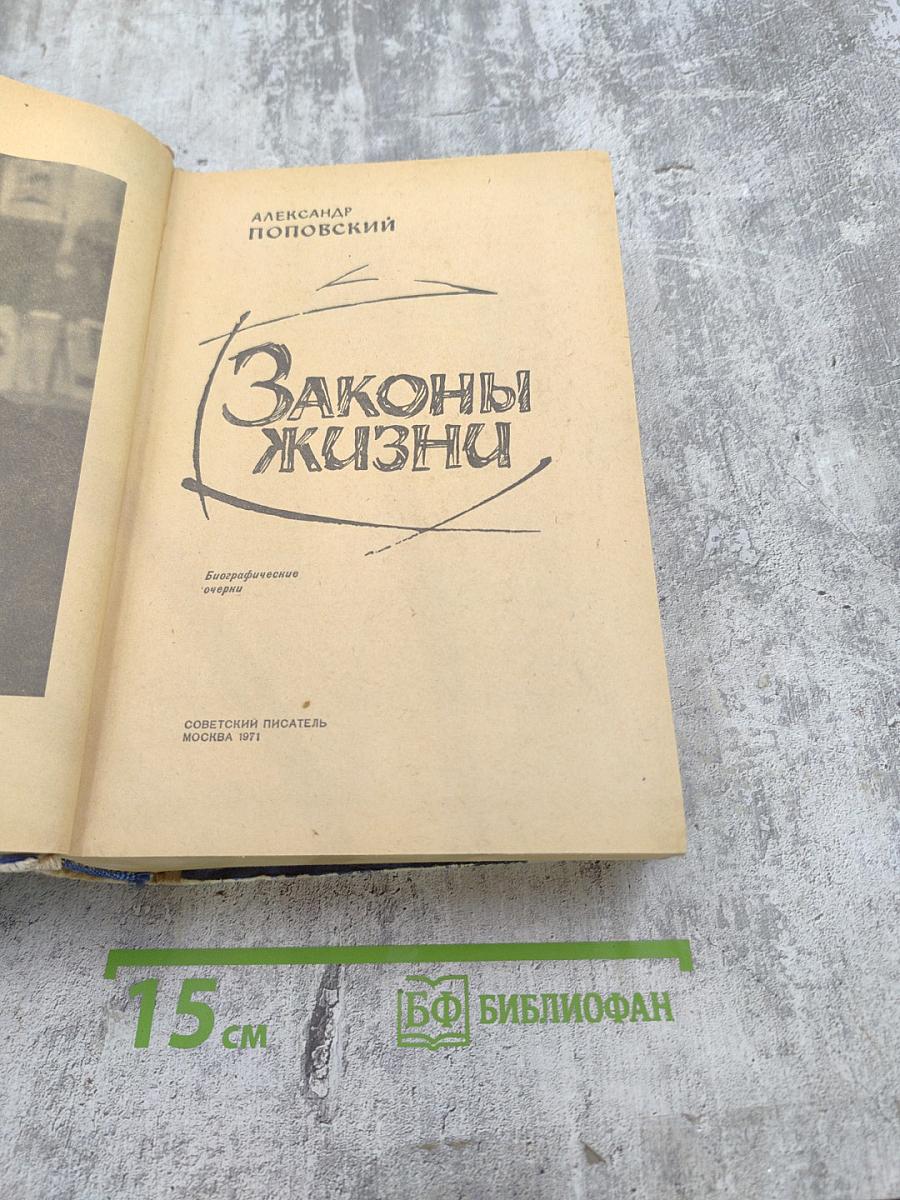 АЛЕКСАНДР
ПОПОВСКИЙ
ЗАКОНЫ
ЖИЗНИ
Биографические
очерки
СОВЕТСКИЙ ПИСАТЕЛЬ
МОСКВА 1971
15 см
БФ БИБЛИОФАН